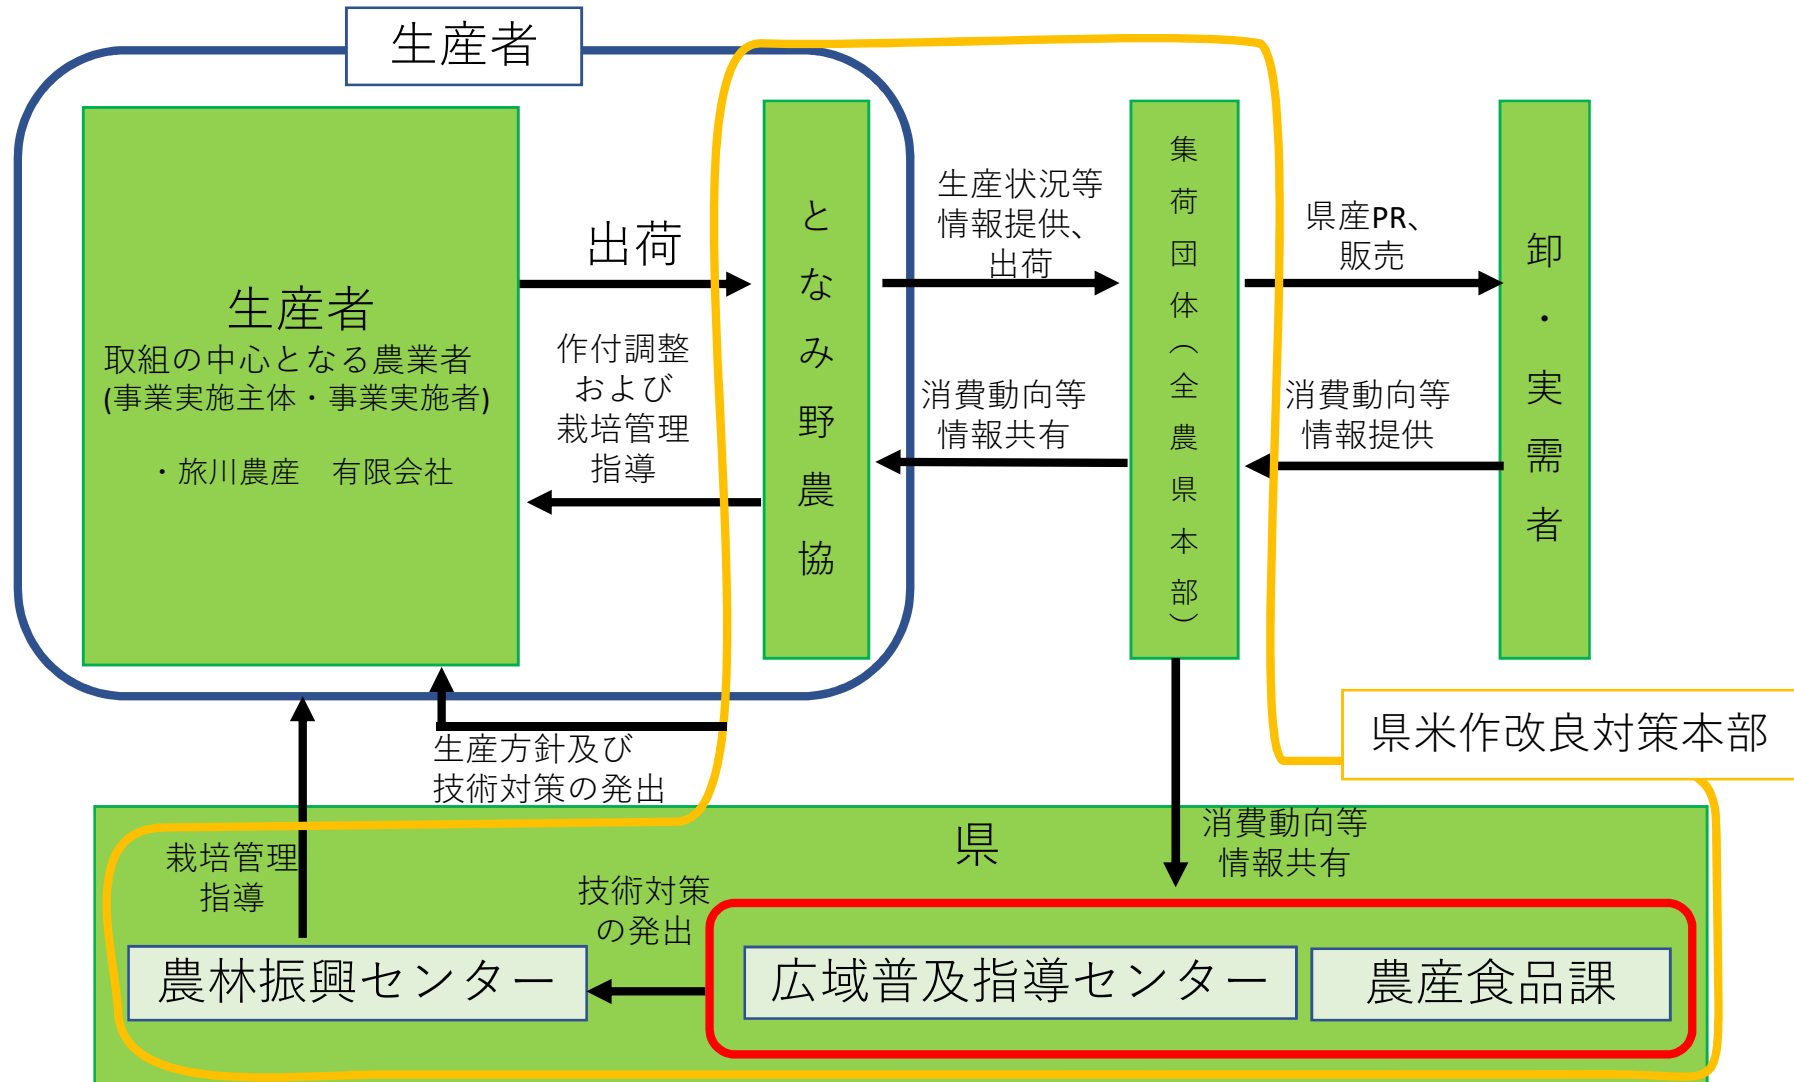 生産者
生産者
取組の中心となる農業者
(事業実施主体・事業実施者)
・旅川農産　有限会社
出荷
作付調整
および
栽培管理
指導
となみ野農協
生産状況等
情報提供、
出荷
消費動向等
情報共有
集荷団体（全農県本部）
県産PR、
販売
消費動向等
情報提供
卸・実需者
県米作改良対策本部
生産方針及び
技術対策の発出
県
消費動向等
情報共有
栽培管理
指導
技術対策
の発出
農林振興センター
広域普及指導センター
農産食品課